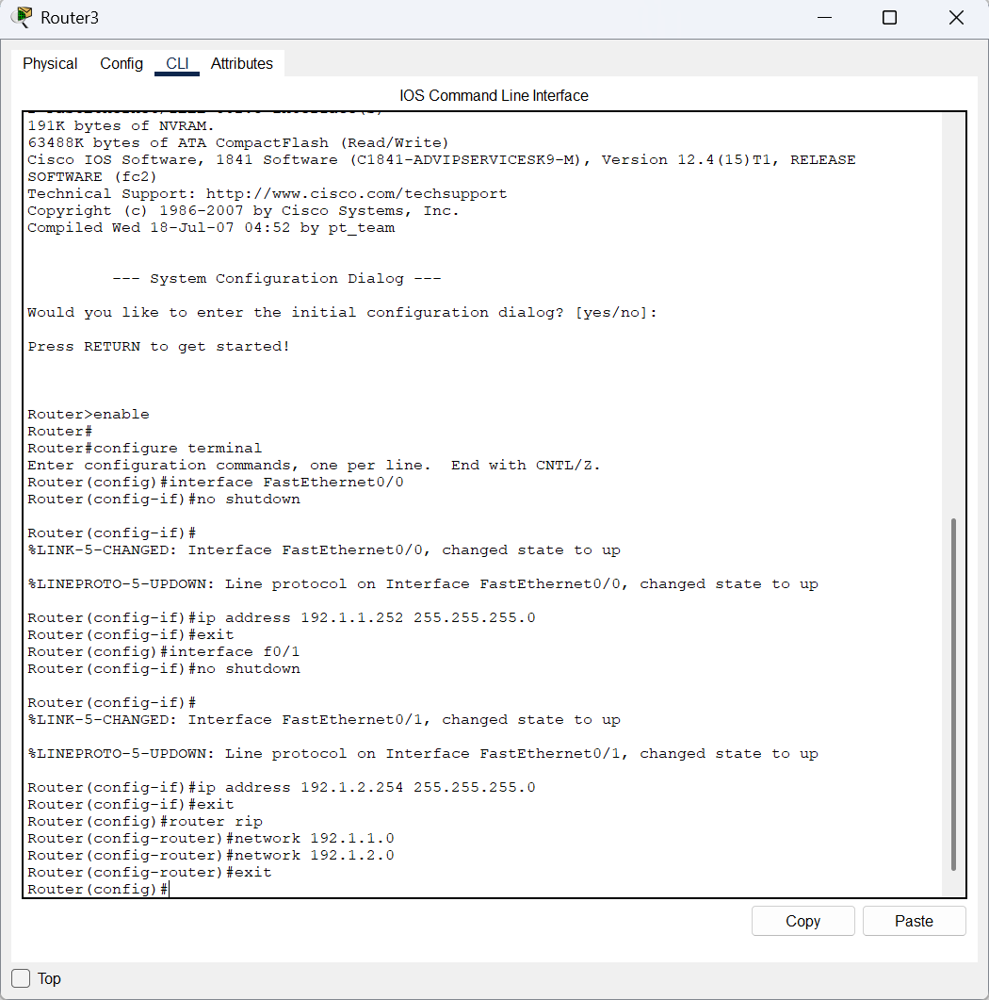 Router3
Physical Config CLI Attributes
IOS Command Line Interface
191K bytes of NVRAM.
63488K bytes of ATA CompactFlash (Read/Write)
Cisco IOS Software, 1841 Software (C1841-ADVIPSERVICESK9-M), Version 12.4(15)T1, RELEASE
SOFTWARE (fc2)
Technical Support: http://www.cisco.com/techsupport
Copyright (c) 1986-2007 by Cisco Systems, Inc.
Compiled Wed 18-Jul-07 04:52 by pt_team
--- System Configuration Dialog ---
Would you like to enter the initial configuration dialog? [yes/no]:
Press RETURN to get started!
Router>enable
Router#
Router#configure terminal
Enter configuration commands, one per line.  End with CNTL/Z.
Router(config)#interface FastEthernet0/0
Router(config-if)#no shutdown
Router(config-if)#
%LINK-5-CHANGED: Interface FastEthernet0/0, changed state to up
%LINEPROTO-5-UPDOWN: Line protocol on Interface FastEthernet0/0, changed state to up
Router(config-if)#ip address 192.1.1.252 255.255.255.0
Router(config-if)#exit
Router(config)#interface f0/1
Router(config-if)#no shutdown
Router(config-if)#
%LINK-5-CHANGED: Interface FastEthernet0/1, changed state to up
%LINEPROTO-5-UPDOWN: Line protocol on Interface FastEthernet0/1, changed state to up
Router(config-if)#ip address 192.1.2.254 255.255.255.0
Router(config-if)#exit
Router(config)#router rip
Router(config-router)#network 192.1.1.0
Router(config-router)#network 192.1.2.0
Router(config-router)#exit
Router(config)#
Copy Paste
Top